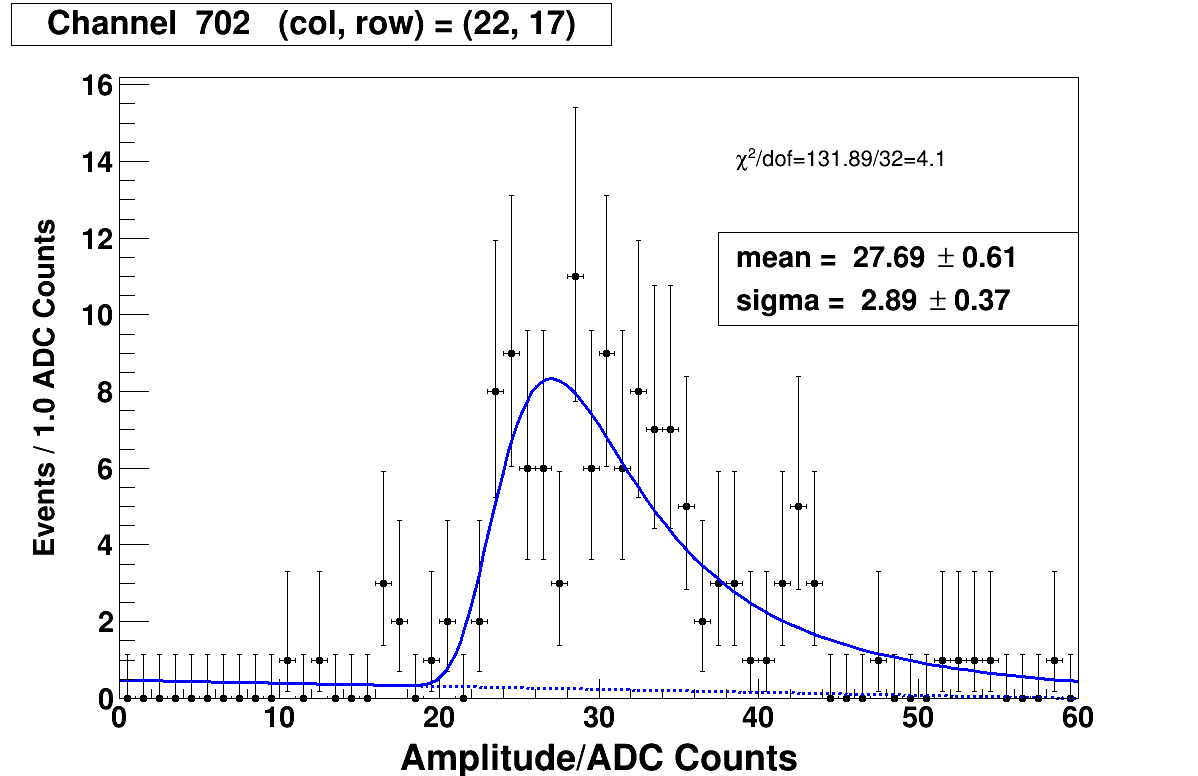 Channel 702 (col, row) = (22, 17)
16
14
12
10
8
6
4
2
0
Events / 1.0 ADC Counts
χ²/dof=131.89/32=4.1
mean = 27.69 ± 0.61
sigma = 2.89 ± 0.37
0 10 20 30 40 50 60
Amplitude/ADC Counts